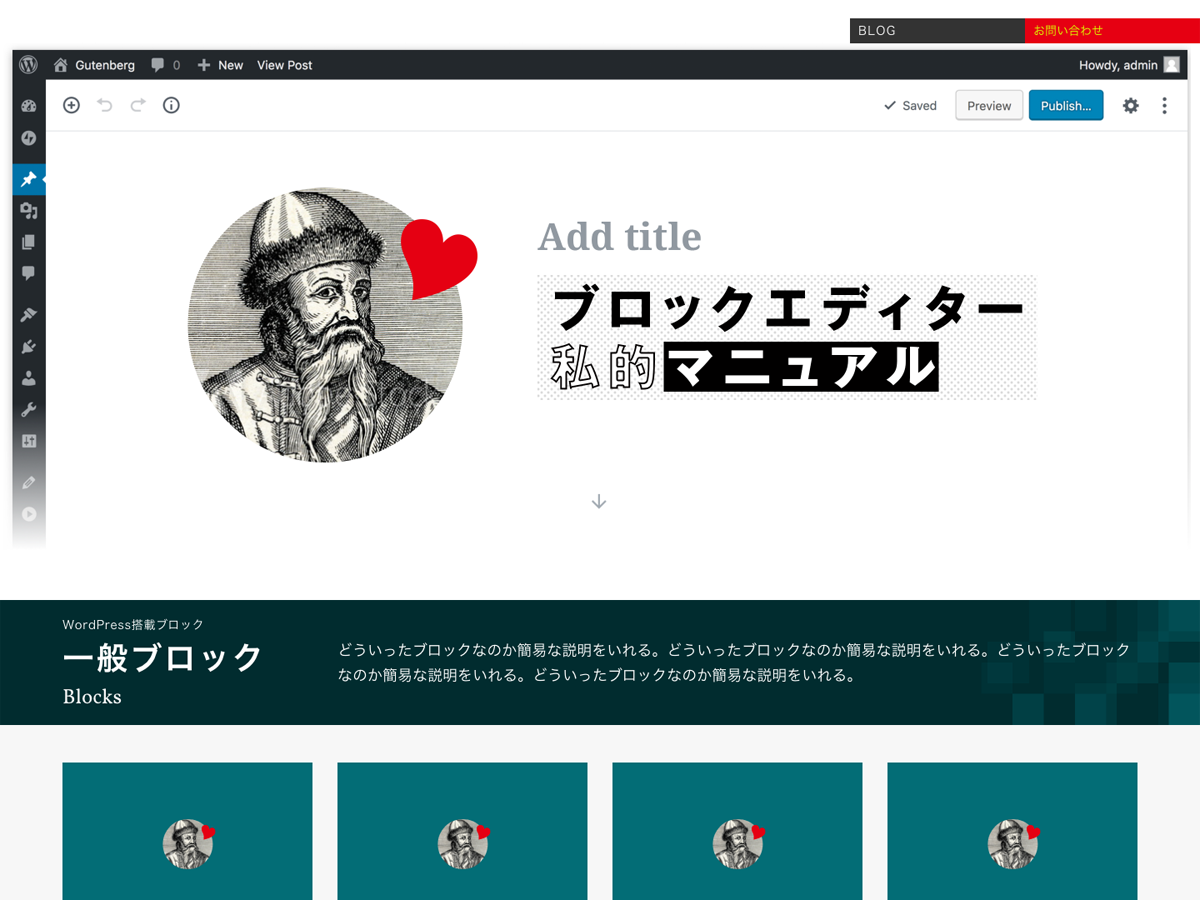 BLOG
お問い合わせ
Gutenberg
0
New
View Post
Howdy, admin
Saved
Preview
Publish...
Add title
ブロックエディター
私的マニュアル
WordPress搭載ブロック
一般ブロック
Blocks
どういったブロックなのか簡易な説明をいれる。どういったブロックなのか簡易な説明をいれる。どういったブロック
なのか簡易な説明をいれる。どういったブロックなのか簡易な説明をいれる。